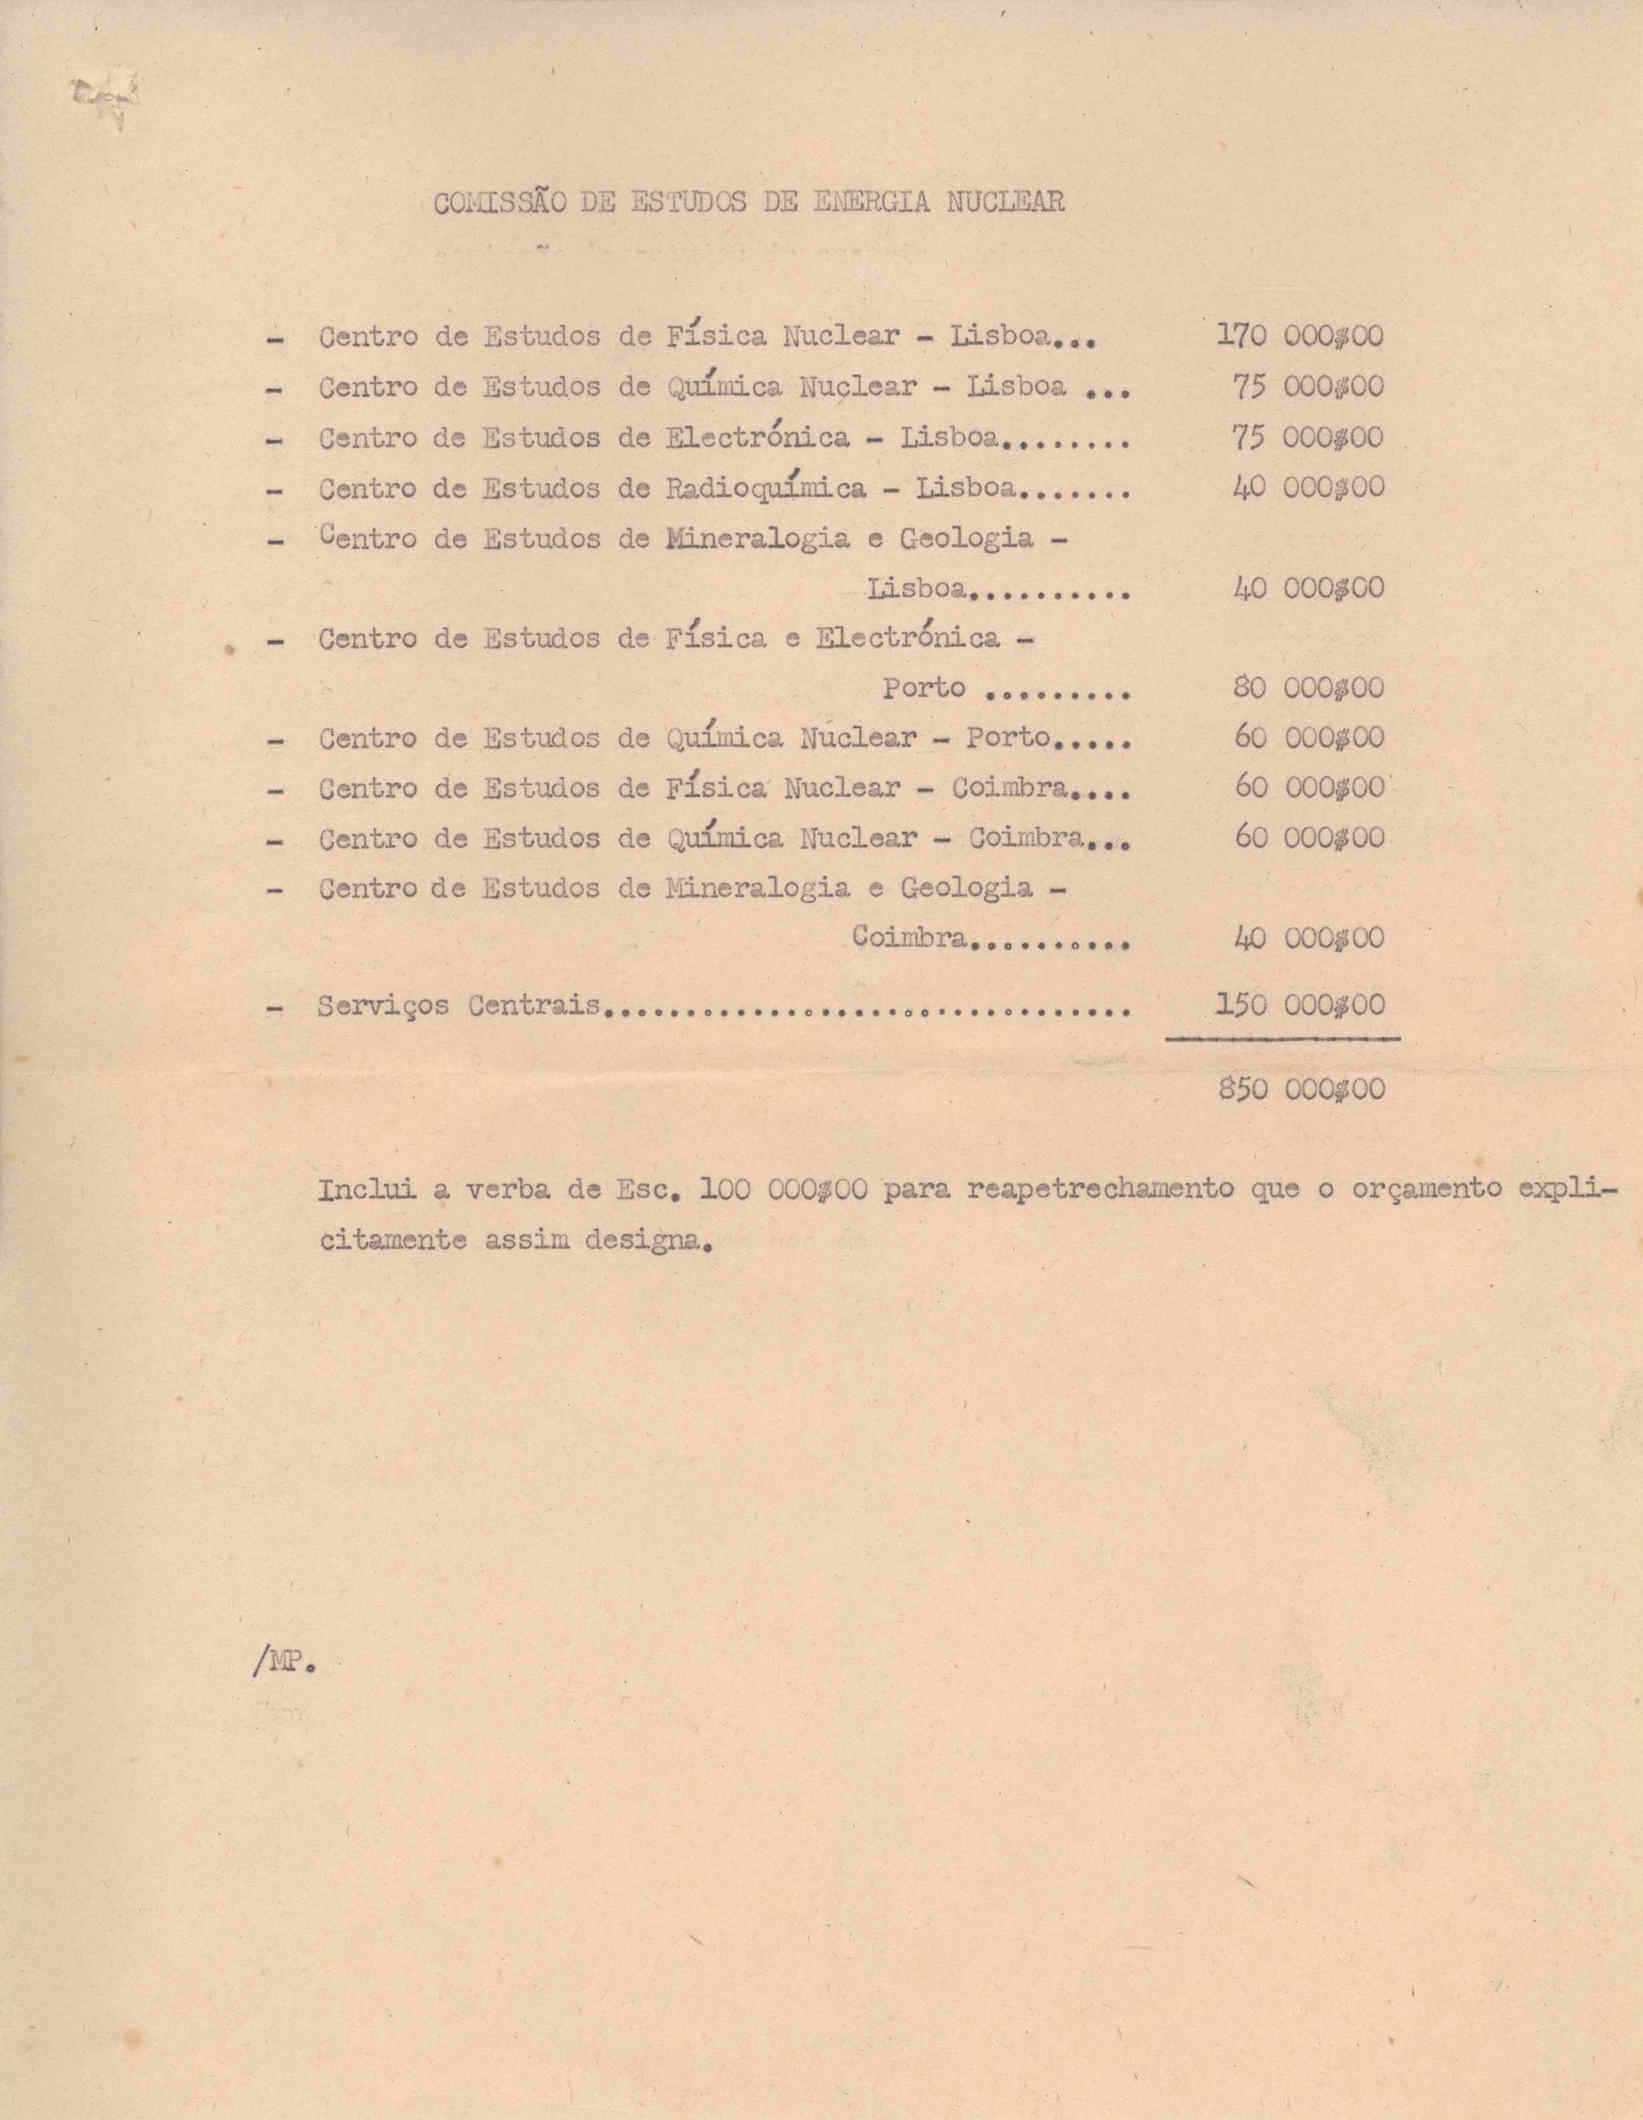 COMISSÃO DE ESTUDOS DE ENERGIA NUCLEAR
- Centro de Estudos de Física Nuclear - Lisboa... 170 000$00
- Centro de Estudos de Química Nuclear - Lisboa ... 75 000$00
- Centro de Estudos de Electrónica - Lisboa........ 75 000$00
- Centro de Estudos de Radioquímica - Lisboa....... 40 000$00
- Centro de Estudos de Mineralogia e Geologia -
Lisboa.......... 40 000$00
- Centro de Estudos de Física e Electrónica -
Porto ......... 80 000$00
- Centro de Estudos de Química Nuclear - Porto..... 60 000$00
- Centro de Estudos de Física Nuclear - Coimbra.... 60 000$00
- Centro de Estudos de Química Nuclear - Coimbra... 60 000$00
- Centro de Estudos de Mineralogia e Geologia -
Coimbra.......... 40 000$00
- Serviços Centrais................................ 150 000$00
850 000$00
Inclui a verba de Esc. 100 000$00 para reapetrechamento que o orçamento expli-
citamente assim designa.
/MP.